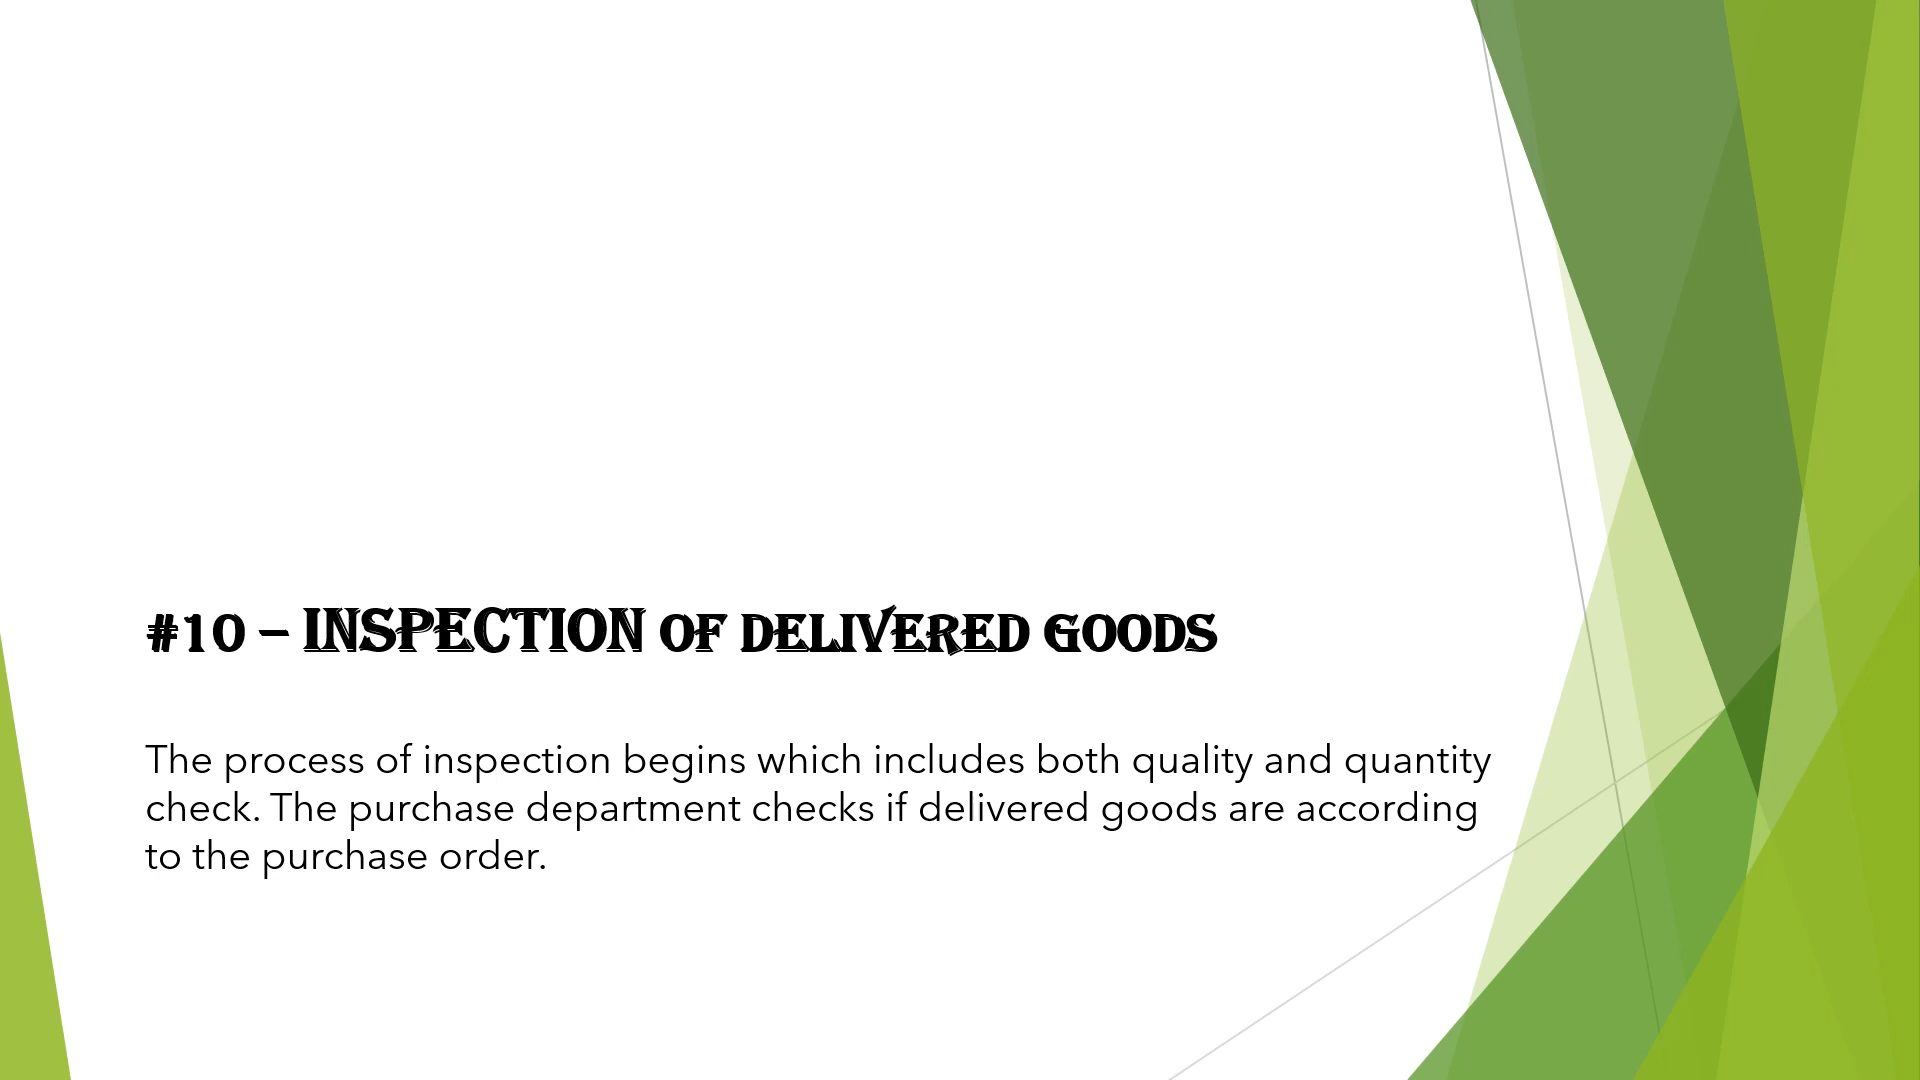 #10 – INSPECTION OF DELIVERED GOODS
The process of inspection begins which includes both quality and quantity
check. The purchase department checks if delivered goods are according
to the purchase order.